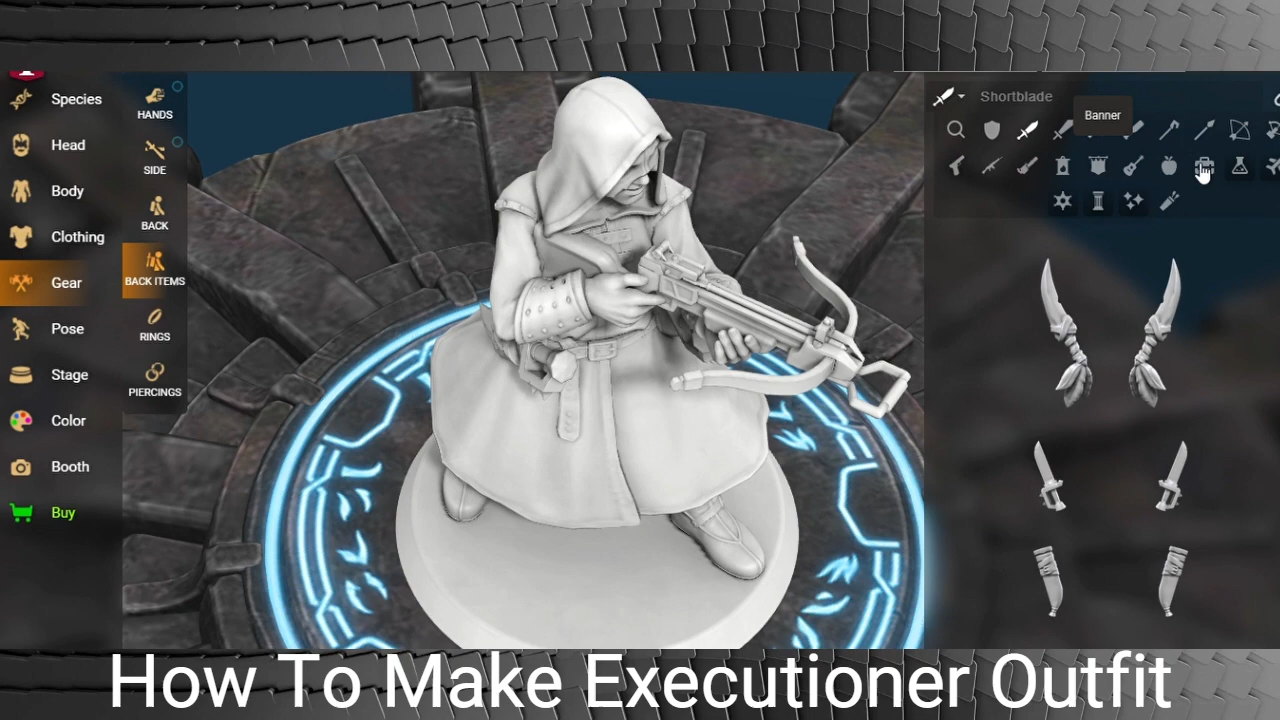 Species
Head
Body
Clothing
Gear
Pose
Stage
Color
Booth
Buy
HANDS
SIDE
BACK
BACK ITEMS
RINGS
PIERCINGS
Shortblade
Banner
How To Make Executioner Outfit